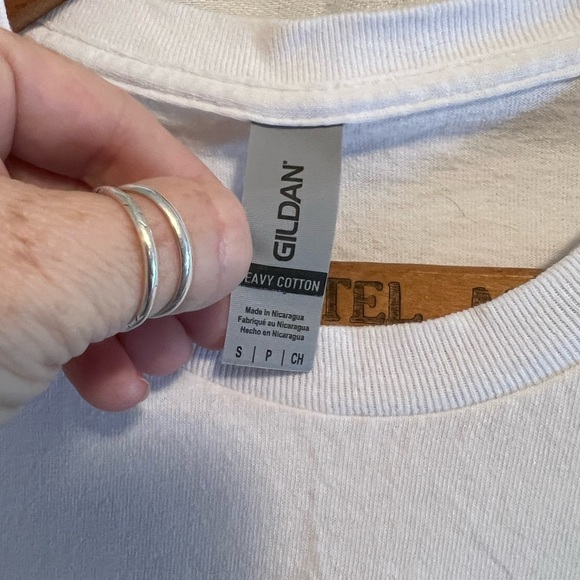 GILDAN
EAVY COTTON
Made in Nicaragua
Fabriqué au Nicaragua
Hecho en Nicaragua
S | P | CH
TEL